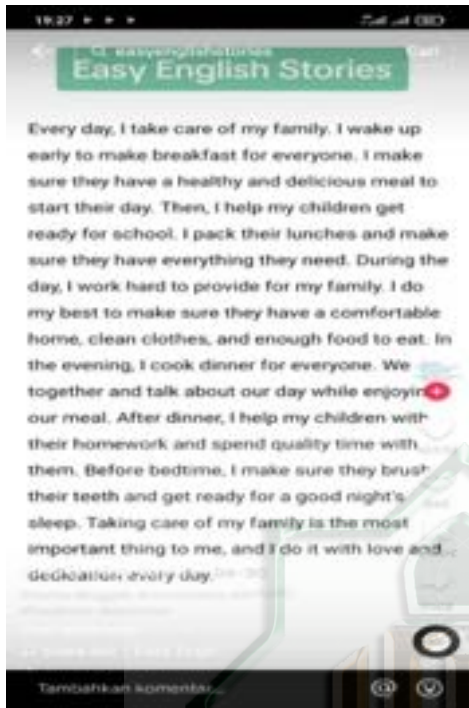 19.27
easyenglishstories
Cari
Easy English Stories
Every day, I take care of my family. I wake up
early to make breakfast for everyone. I make
sure they have a healthy and delicious meal to
start their day. Then, I help my children get
ready for school. I pack their lunches and make
sure they have everything they need. During the
day, I work hard to provide for my family. I do
my best to make sure they have a comfortable
home, clean clothes, and enough food to eat. In
the evening, I cook dinner for everyone. We
together and talk about our day while enjoying
our meal. After dinner, I help my children with
their homework and spend quality time with
them. Before bedtime, I make sure they brush
their teeth and get ready for a good night's
sleep. Taking care of my family is the most
important thing to me, and I do it with love and
dedication every day.
Tambahkan komentar...